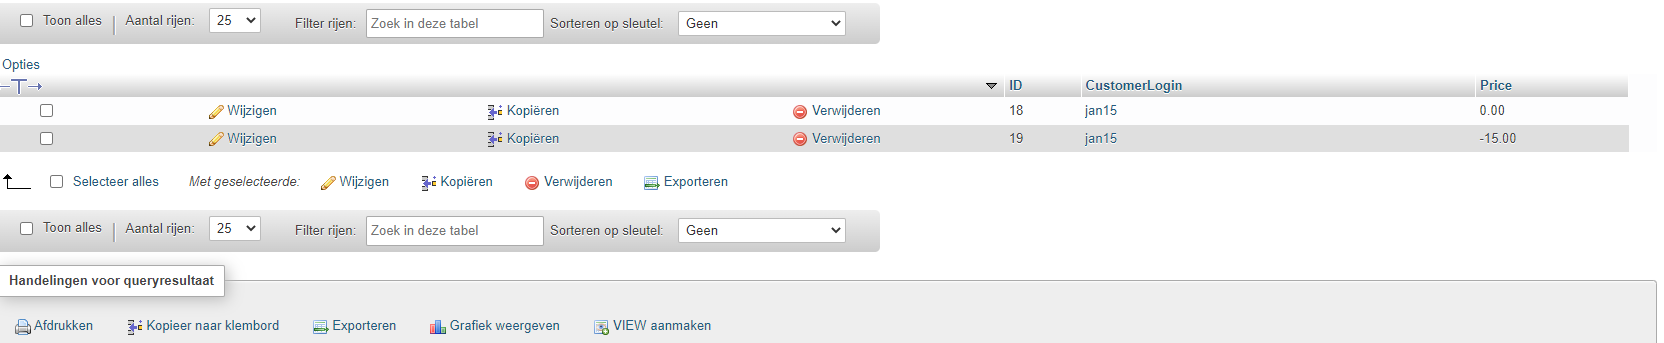 Toon alles Aantal rijen: 25 Filter rijen: Zoek in deze tabel Sorteren op sleutel: Geen
Opties
ID CustomerLogin Price
Wijzigen Kopiëren Verwijderen 18 jan15 0.00
Wijzigen Kopiëren Verwijderen 19 jan15 -15.00
Selecteer alles Met geselecteerde: Wijzigen Kopiëren Verwijderen Exporteren
Toon alles Aantal rijen: 25 Filter rijen: Zoek in deze tabel Sorteren op sleutel: Geen
Handelingen voor queryresultaat
Afdrukken Kopieer naar klembord Exporteren Grafiek weergeven VIEW aanmaken